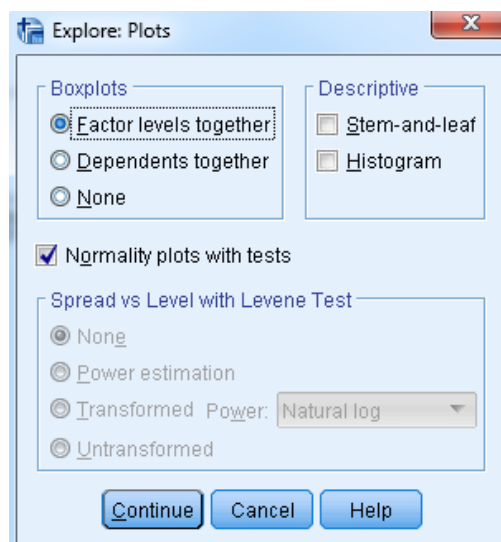 Explore: Plots
Boxplots
Factor levels together
Dependents together
None
Descriptive
Stem-and-leaf
Histogram
Normality plots with tests
Spread vs Level with Levene Test
None
Power estimation
Transformed Power: Natural log
Untransformed
Continue Cancel Help